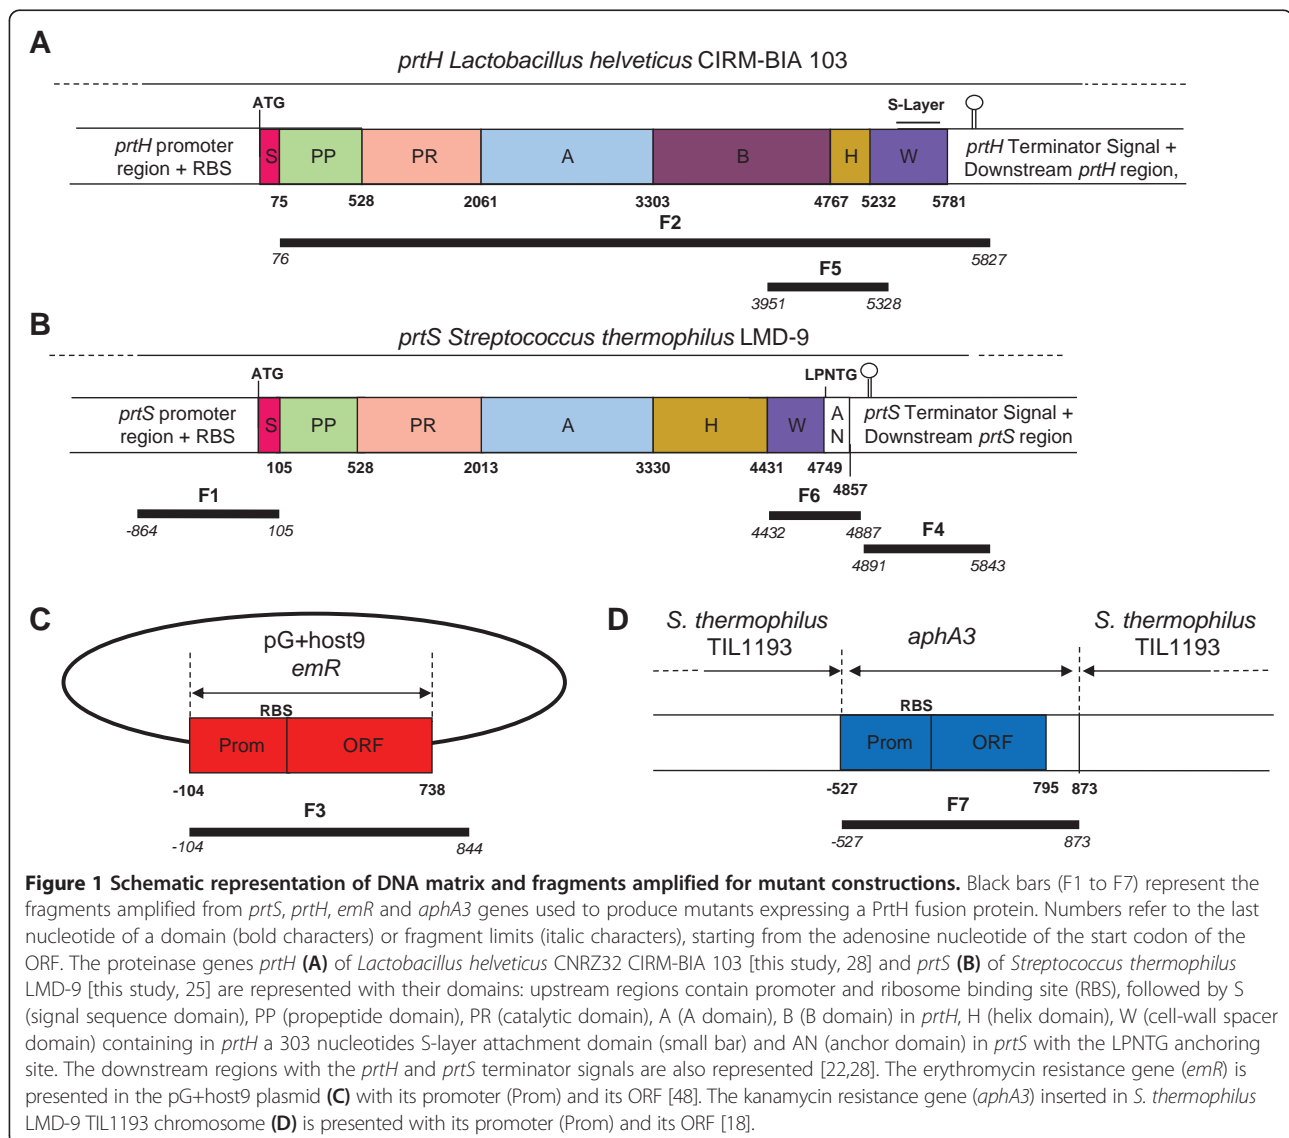 A
prtH Lactobacillus helveticus CIRM-BIA 103
ATG
S-Layer
prtH promoter
region + RBS
S
PP
PR
A
B
H
W
prtH Terminator Signal +
Downstream prtH region,
75
528
2061
3303
4767
5232
5781
F2
76
5827
F5
3951
5328
B
prtS Streptococcus thermophilus LMD-9
ATG
LPNTG
prtS promoter
region + RBS
S
PP
PR
A
H
W
A
N
prtS Terminator Signal +
Downstream prtS region
105
528
2013
3330
4431
4749
4857
F1
-864
105
F6
4432
4887
F4
4891
5843
C
pG+host9
emR
RBS
Prom
ORF
-104
738
F3
-104
844
D
S. thermophilus
TIL1193
aphA3
S. thermophilus
TIL1193
RBS
Prom
ORF
-527
795
873
F7
-527
873
Figure 1 Schematic representation of DNA matrix and fragments amplified for mutant constructions. Black bars (F1 to F7) represent the
fragments amplified from prtS, prtH, emR and aphA3 genes used to produce mutants expressing a PrtH fusion protein. Numbers refer to the last
nucleotide of a domain (bold characters) or fragment limits (italic characters), starting from the adenosine nucleotide of the start codon of the
ORF. The proteinase genes prtH (A) of Lactobacillus helveticus CNRZ32 CIRM-BIA 103 [this study, 28] and prtS (B) of Streptococcus thermophilus
LMD-9 [this study, 25] are represented with their domains: upstream regions contain promoter and ribosome binding site (RBS), followed by S
(signal sequence domain), PP (propeptide domain), PR (catalytic domain), A (A domain), B (B domain) in prtH, H (helix domain), W (cell-wall spacer
domain) containing in prtH a 303 nucleotides S-layer attachment domain (small bar) and AN (anchor domain) in prtS with the LPNTG anchoring
site. The downstream regions with the prtH and prtS terminator signals are also represented [22,28]. The erythromycin resistance gene (emR) is
presented in the pG+host9 plasmid (C) with its promoter (Prom) and its ORF [48]. The kanamycin resistance gene (aphA3) inserted in S. thermophilus
LMD-9 TIL1193 chromosome (D) is presented with its promoter (Prom) and its ORF [18].